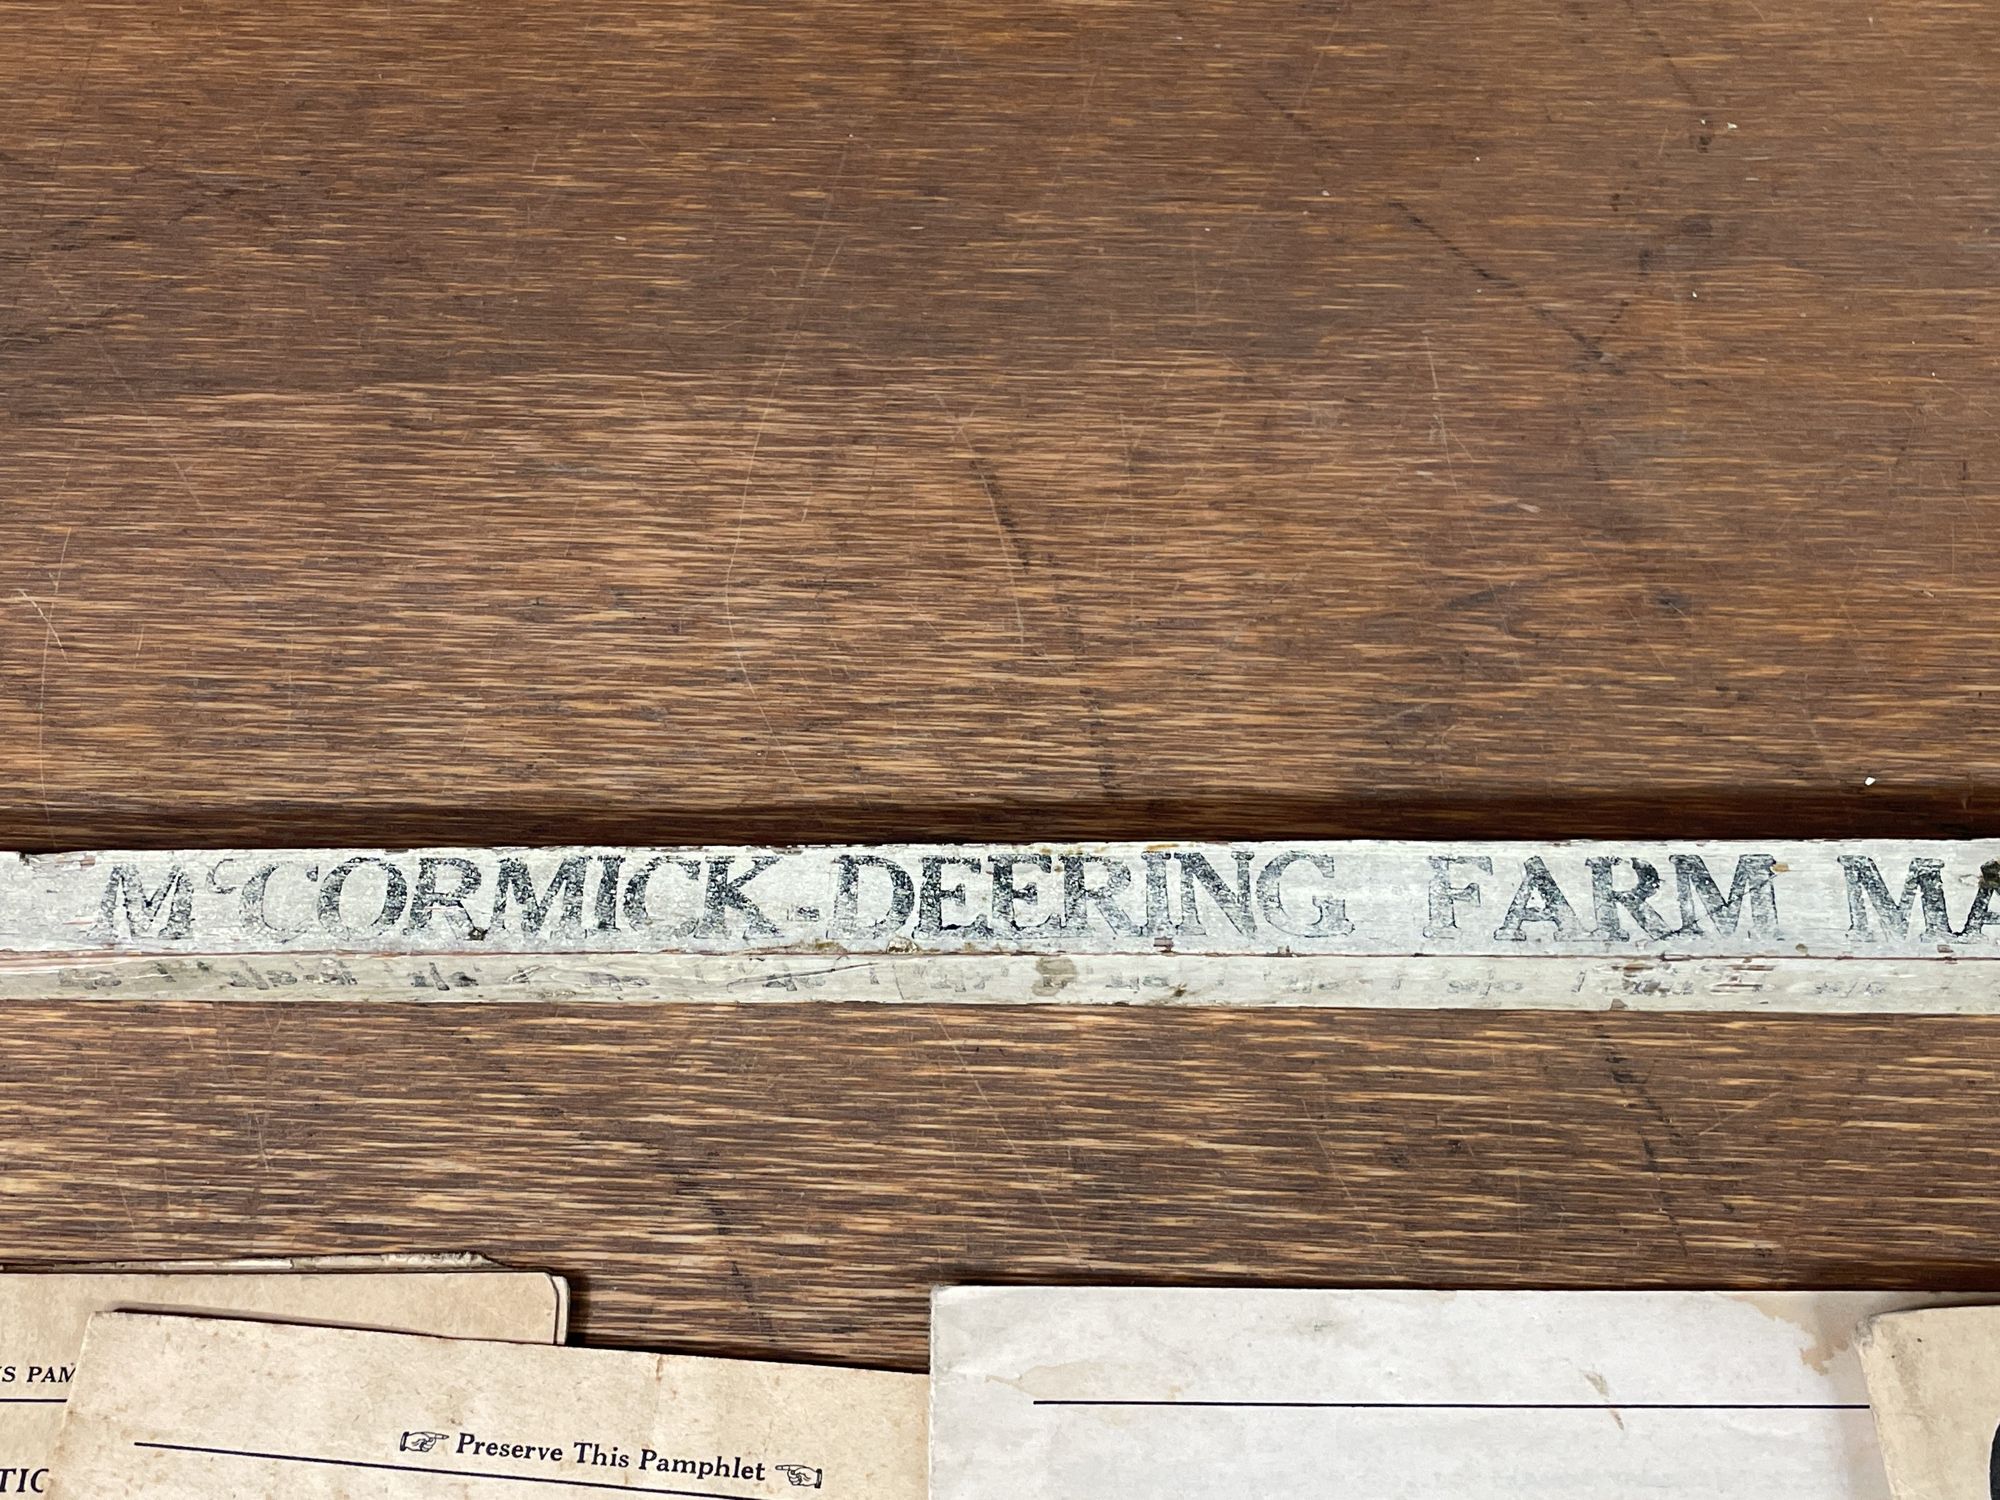 McCORMICK-DEERING FARM MA
S PAM
Preserve This Pamphlet
TIC